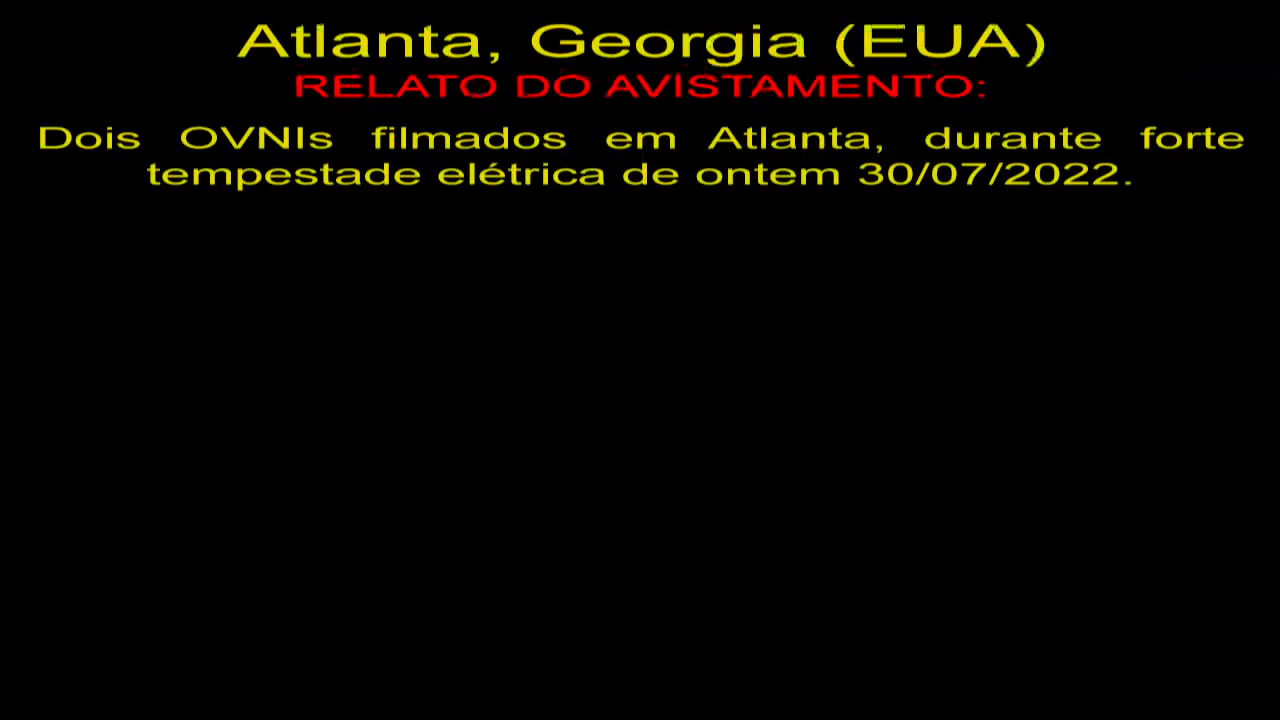 Atlanta, Georgia (EUA)
RELATO DO AVISTAMENTO:
Dois OVNIs filmados em Atlanta, durante forte
tempestade elétrica de ontem 30/07/2022.